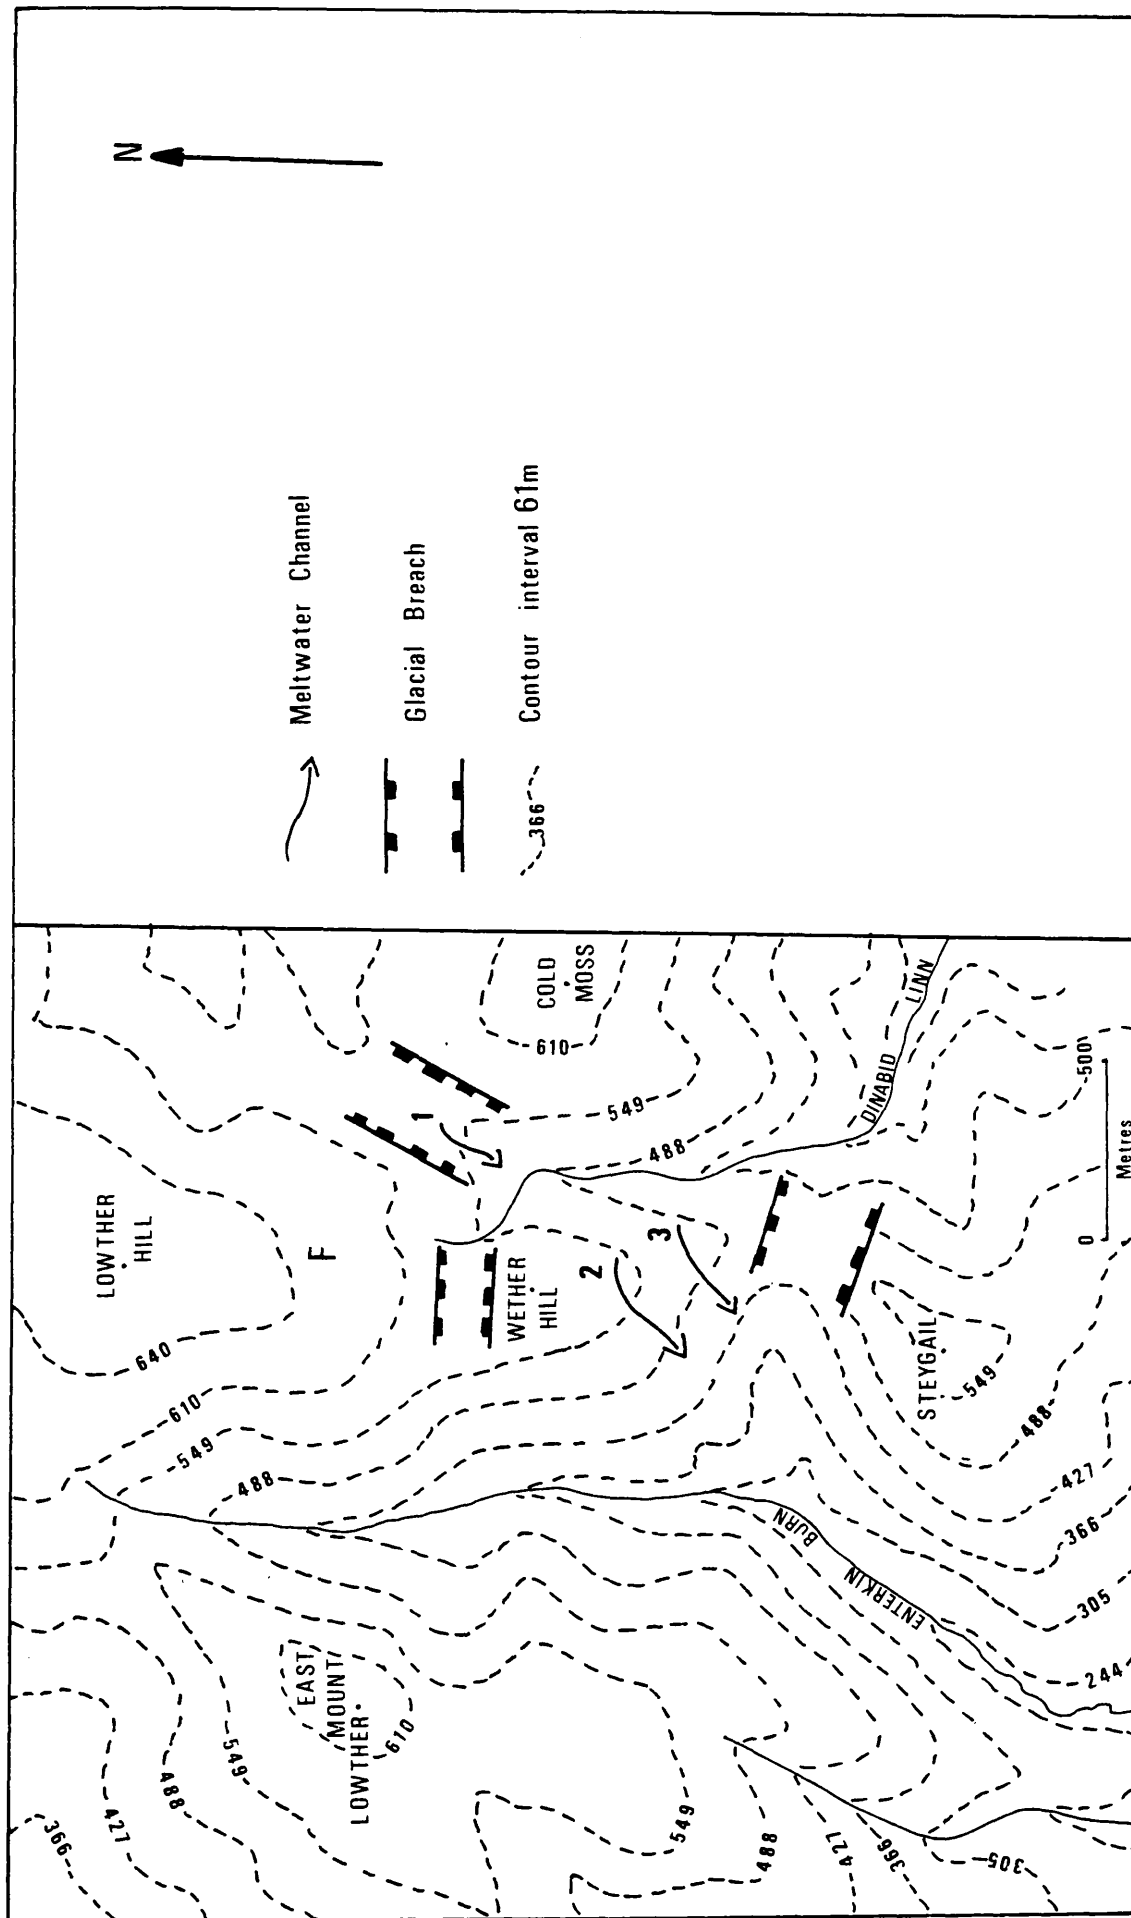 N
Meltwater Channel
Glacial Breach
366
Contour interval 61m
LOWTHER
HILL
F
640
610
549
488
EAST
MOUNT
LOWTHER
610
549
488
427
366
WETHER
HILL
1
2
3
COLD
MOSS
610
549
488
DINABID
LINN
STEYGAIL
549
488
427
366
305
244
ENTERKIN
BURN
549
488
427
366
305
0
500
Metres